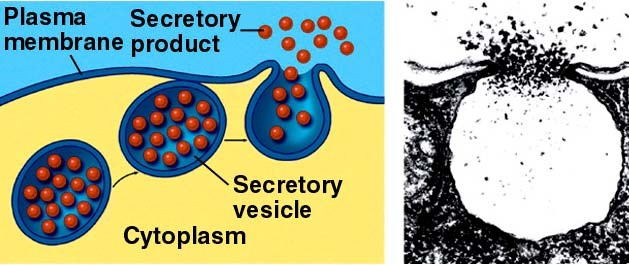 Plasma
membrane
Secretory
product
Secretory
vesicle
Cytoplasm